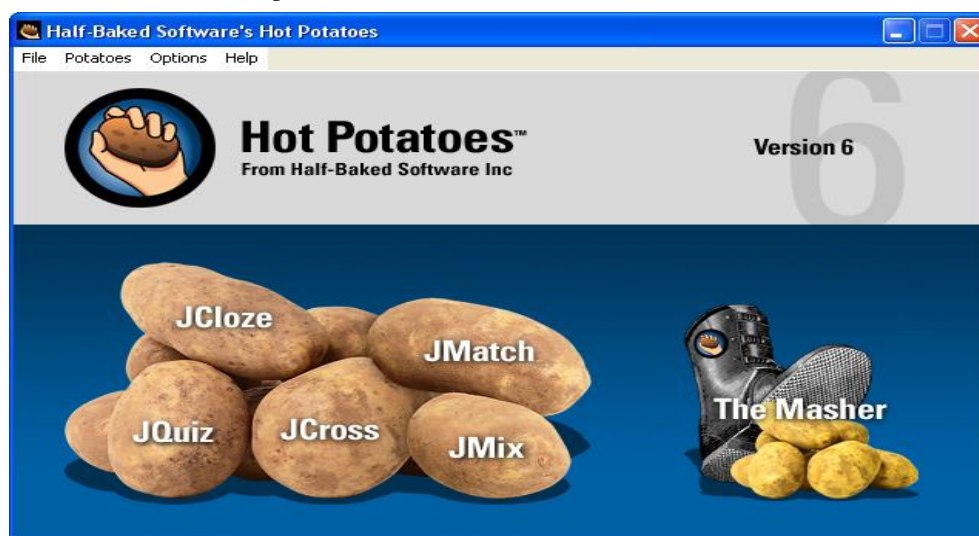 Half-Baked Software's Hot Potatoes
File Potatoes Options Help
6
Hot Potatoes™
From Half-Baked Software Inc
Version 6
JCloze
JMatch
JQuiz
JCross
JMix
The Masher